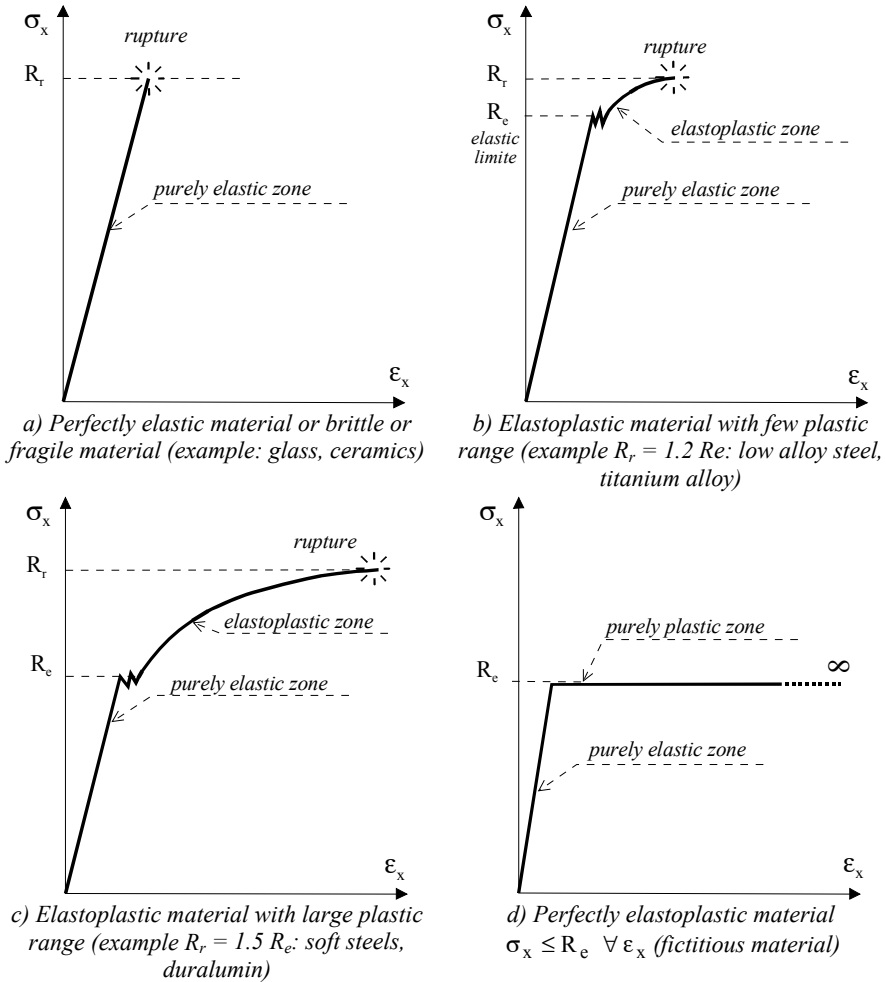 σx
rupture
Rr
purely elastic zone
εx
a) Perfectly elastic material or brittle or
fragile material (example: glass, ceramics)
σx
rupture
Rr
Re
elastic
limite
elastoplastic zone
purely elastic zone
εx
b) Elastoplastic material with few plastic
range (example Rr = 1.2 Re: low alloy steel,
titanium alloy)
σx
rupture
Rr
elastoplastic zone
Re
purely elastic zone
εx
c) Elastoplastic material with large plastic
range (example Rr = 1.5 Re: soft steels,
duralumin)
σx
purely plastic zone
Re
∞
purely elastic zone
εx
d) Perfectly elastoplastic material
σx ≤ Re ∀ εx (fictitious material)